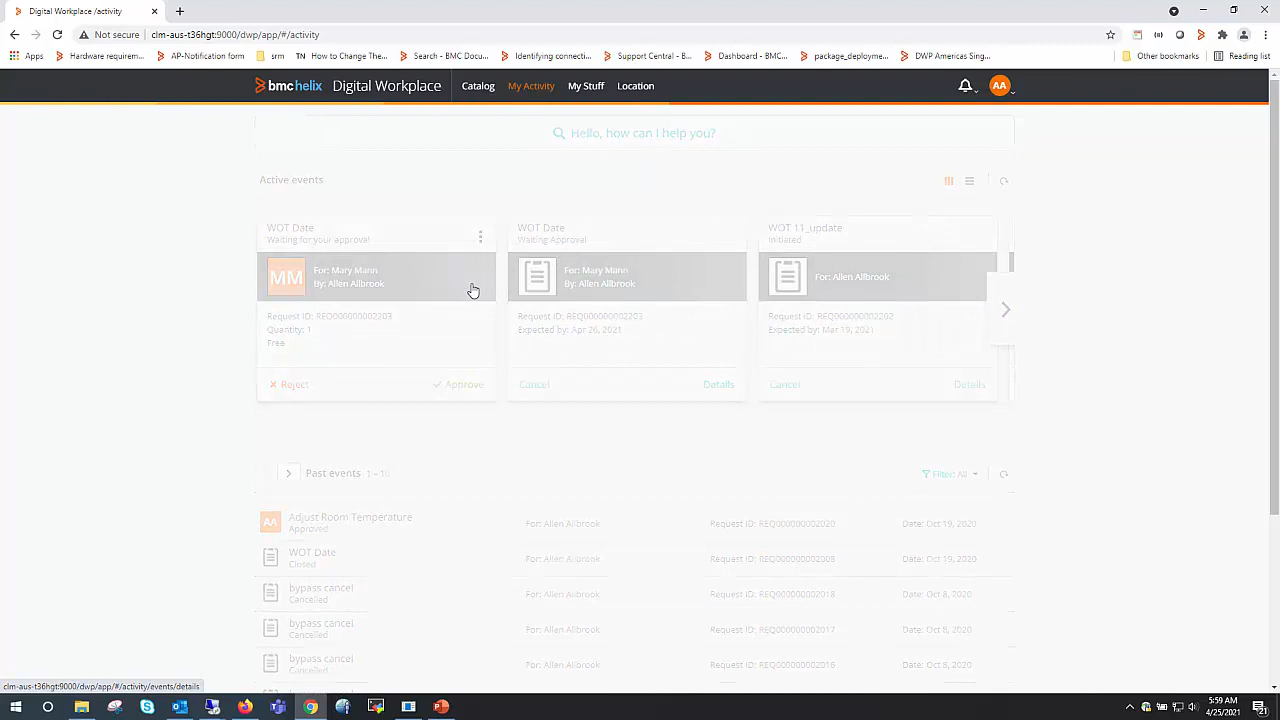 Digital Workplace
Not secure clm-aus-t36hgt:9000/dwp/app/#/activity
Apps Hardware requirem... AP-Notification form srm How to Change The... Search - BMC Docum... Identifying connectio... Support Central - B... Dashboard - BMC... package_deployme... DWP Americas Sing... Other bookmarks Reading list
bmc helix Digital Workplace Catalog My Activity My Stuff Location AA
Hello, how can I help you?
Active events
WOT Date WOT Date WOT 11_update
Waiting for your approval Waiting Approval Initiated
MM For: Mary Mann For: Mary Mann For: Allen Allbrook
By: Allen Allbrook By: Allen Allbrook
Request ID: REQ000000002203 Request ID: REQ000000002203 Request ID: REQ000000002202
Quantity: 1 Expected by: Apr 26, 2021 Expected by: Mar 19, 2021
Free
Reject Approve Cancel Details Cancel Details
Past events 1 – 10 Filter: All
AA Adjust Room Temperature For: Allen Allbrook Request ID: REQ000000002020 Date: Oct 19, 2020
Approved
WOT Date For: Allen Allbrook Request ID: REQ000000002008 Date: Oct 19, 2020
Closed
bypass cancel For: Allen Allbrook Request ID: REQ000000002018 Date: Oct 8, 2020
Cancelled
bypass cancel For: Allen Allbrook Request ID: REQ000000002017 Date: Oct 8, 2020
Cancelled
bypass cancel For: Allen Allbrook Request ID: REQ000000002016 Date: Oct 8, 2020
Cancelled
clm-aus-t36hgt:9000/dwp/app/#/activity/events/details
5:59 AM
4/25/2021